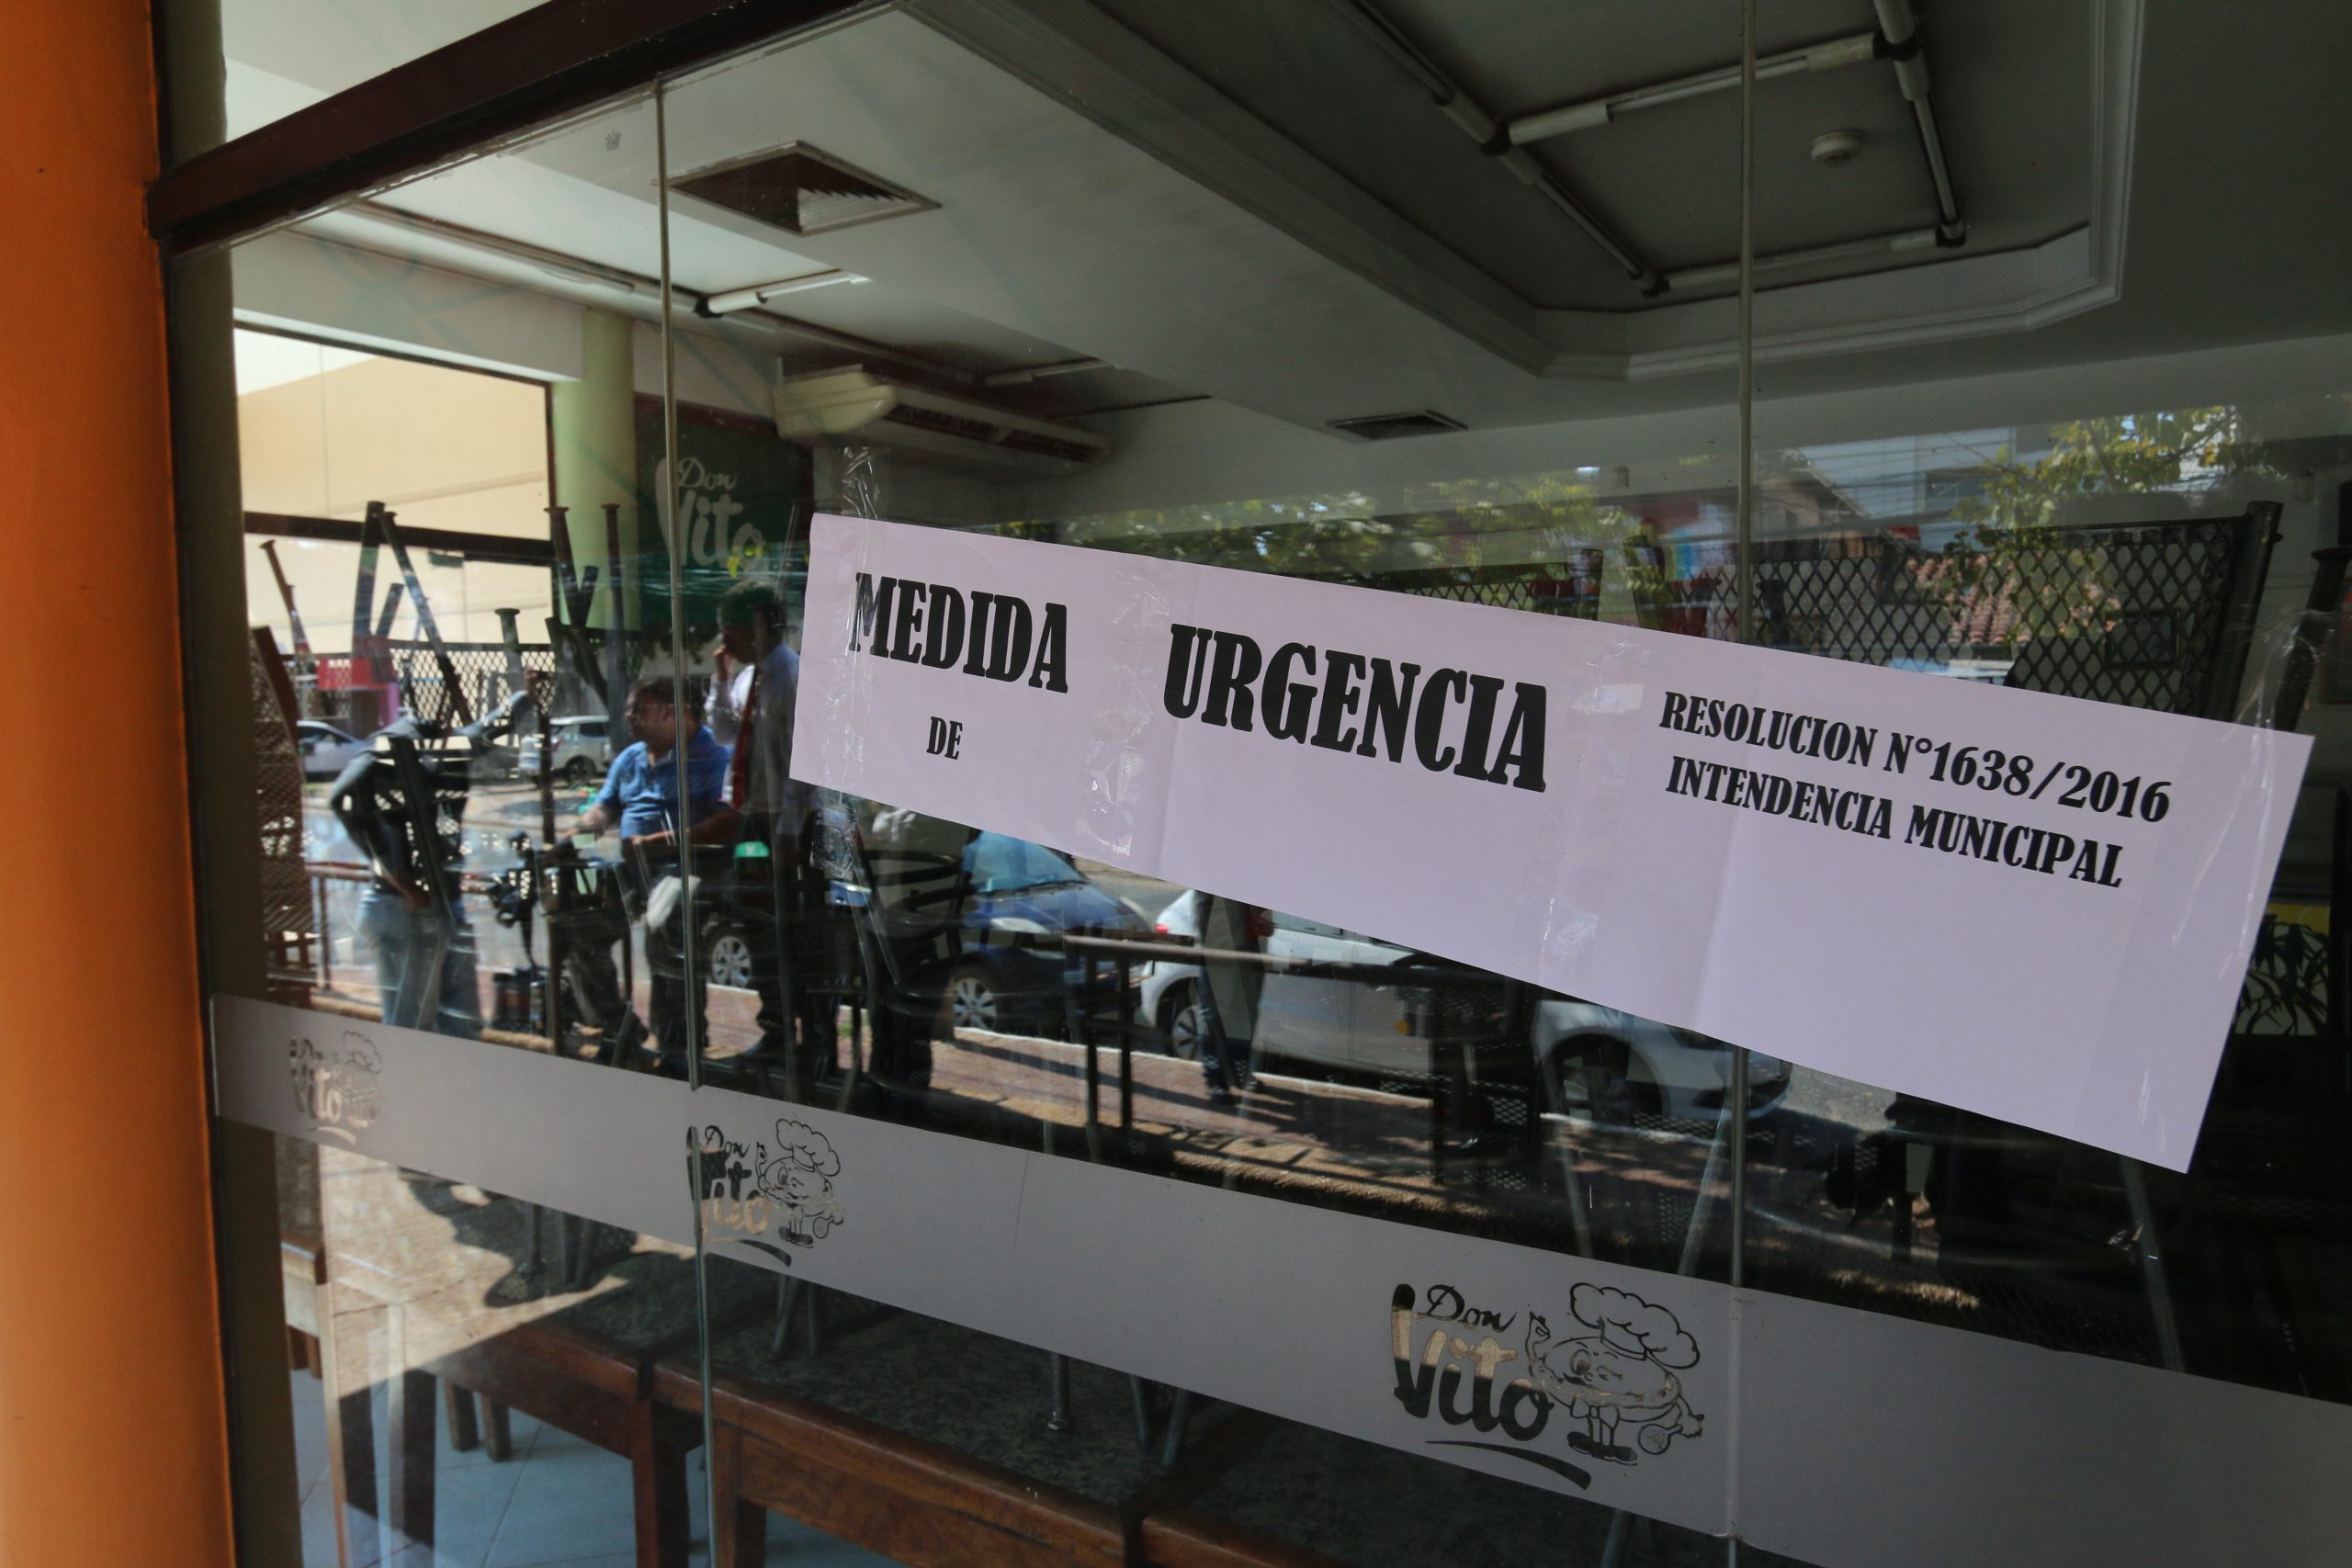 Don
Vito
MEDIDA
DE
URGENCIA
RESOLUCION N°1638/2016
INTENDENCIA MUNICIPAL
Don
Vito
Don
Vito
Don
Vito